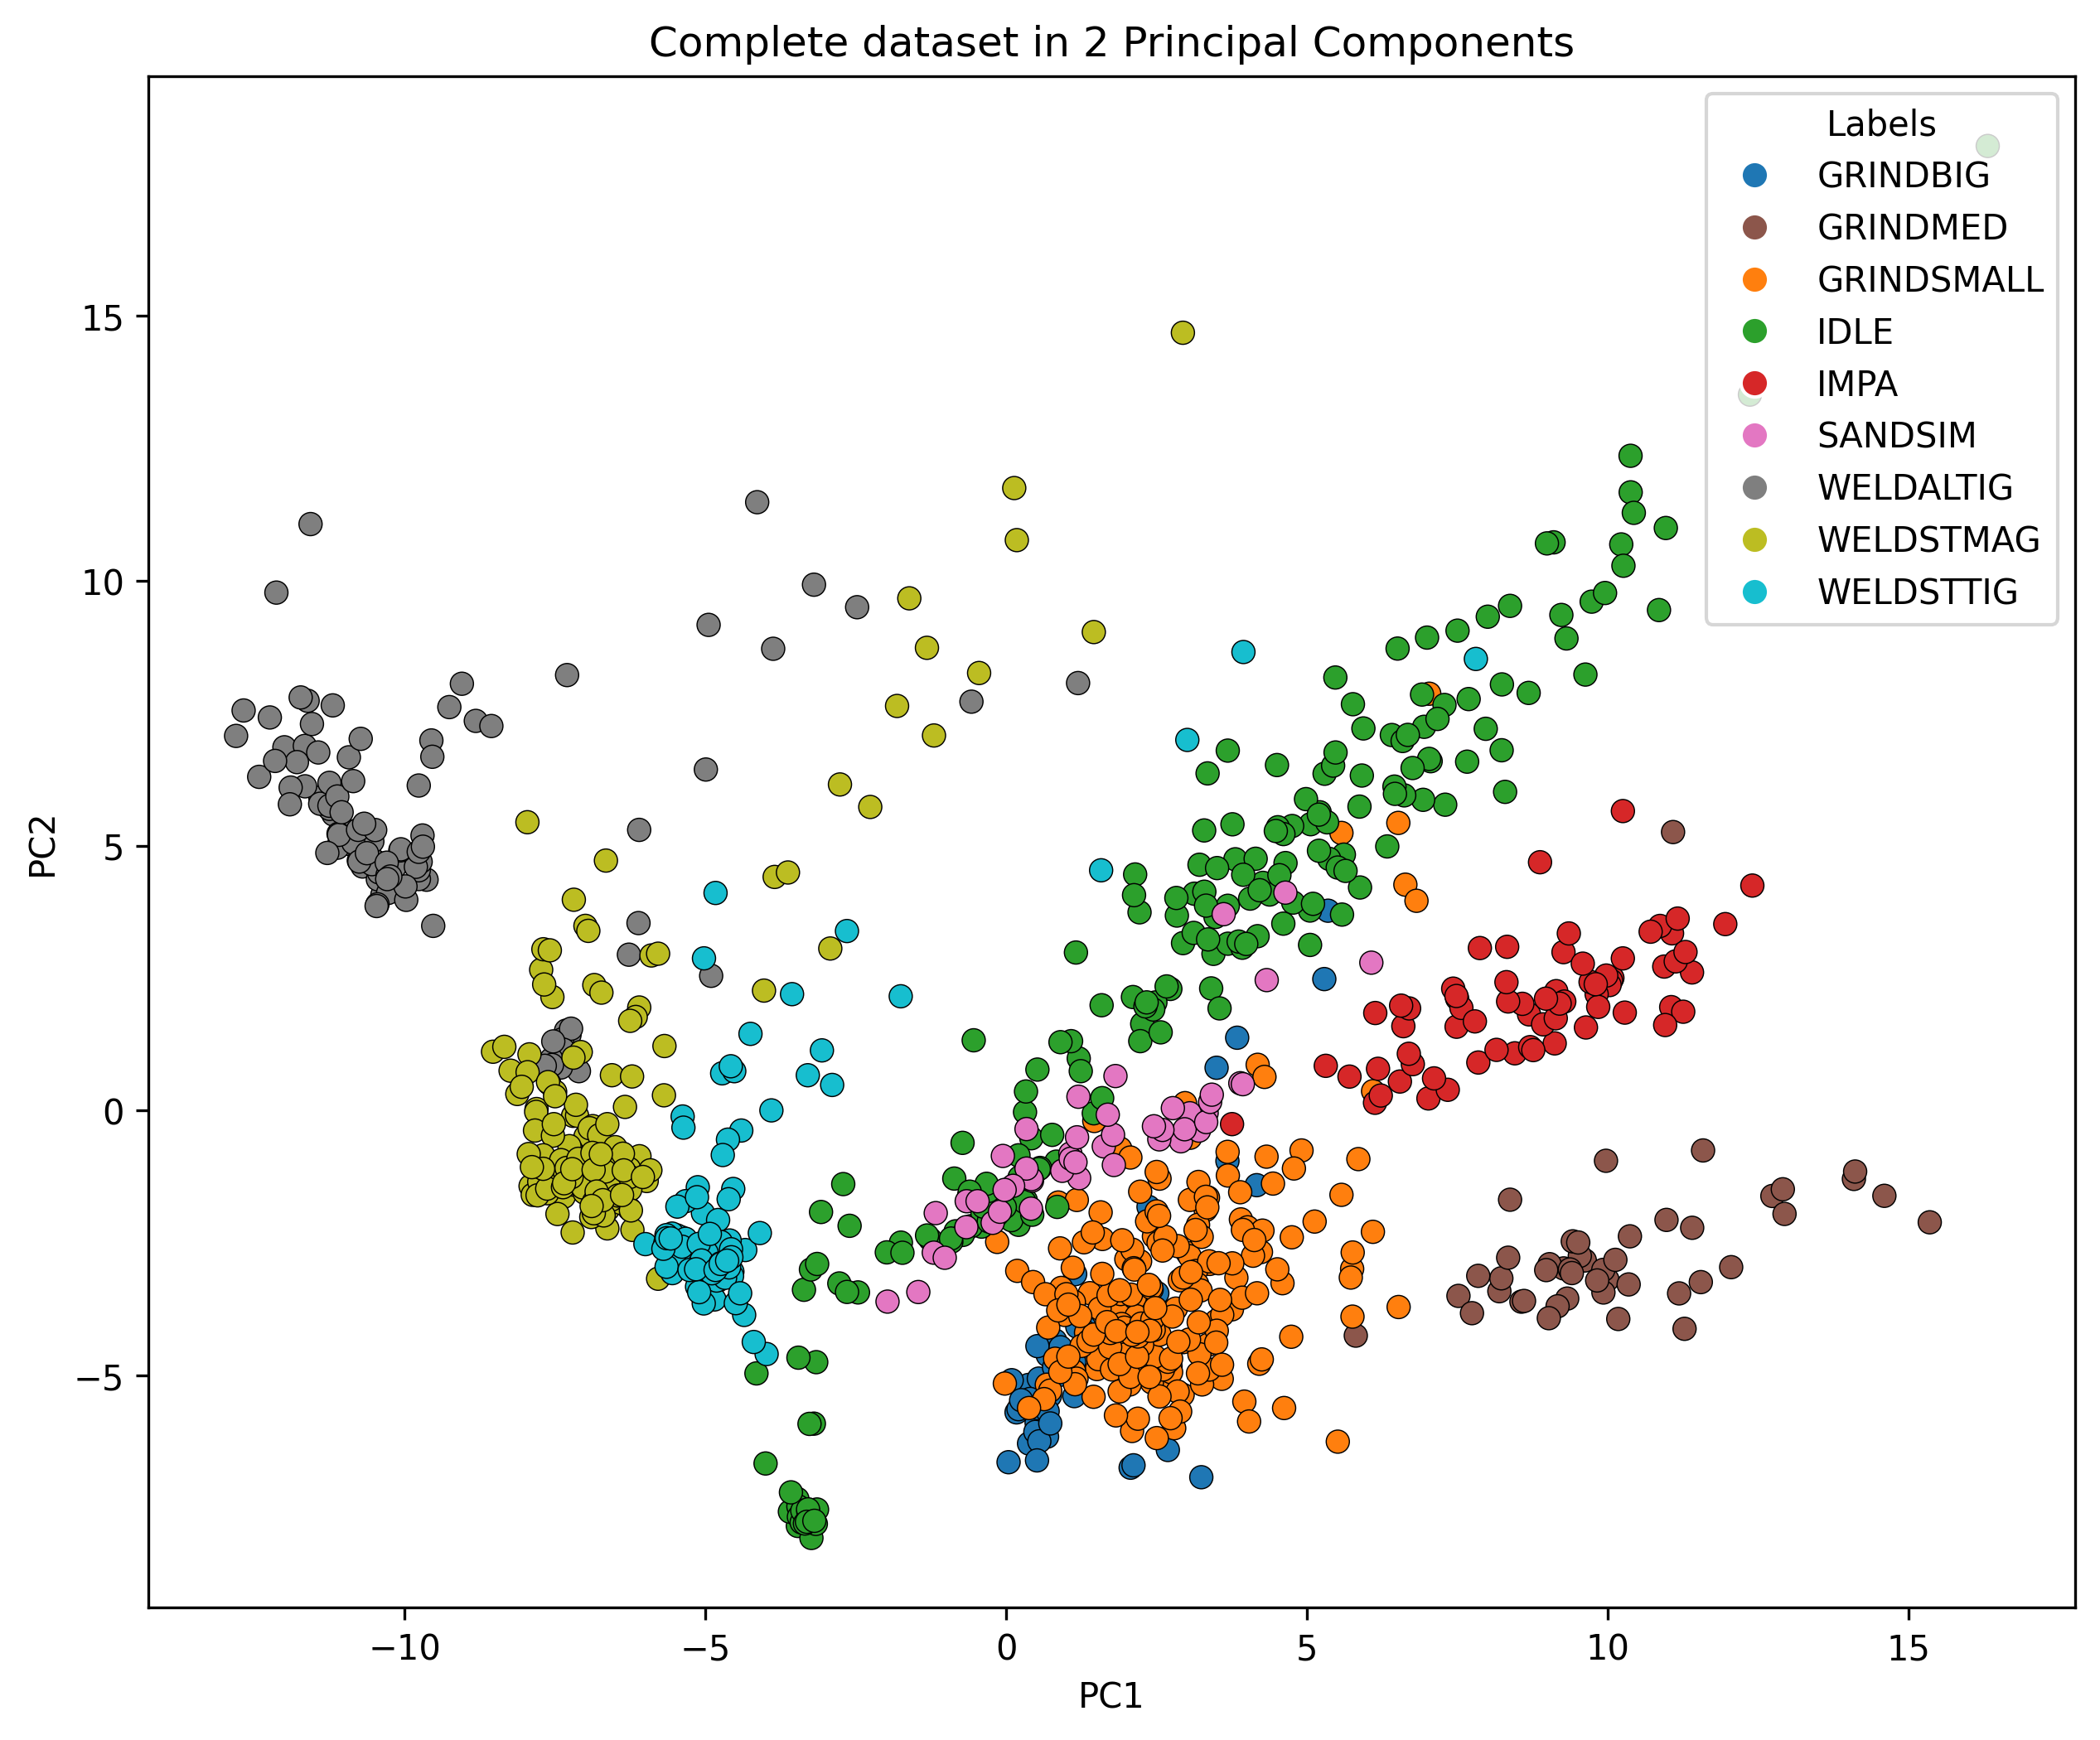 Complete dataset in 2 Principal Components
Labels
GRINDBIG
GRINDMED
GRINDSMALL
IDLE
IMPA
SANDSIM
WELDALTIG
WELDSTMAG
WELDSTTIG
15
10
5
0
−5
PC2
−10
−5
0
5
10
15
PC1